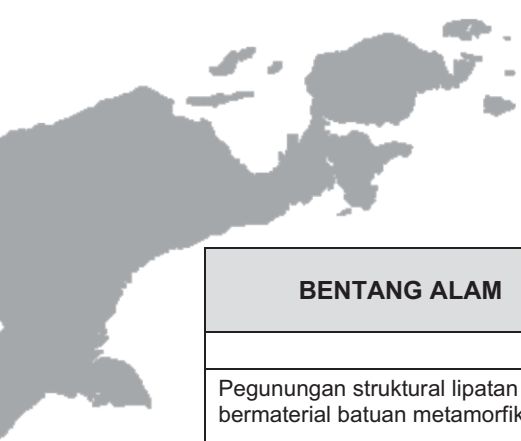 BENTANG ALAM
Pegunungan struktural lipatan
bermaterial batuan metamorfik